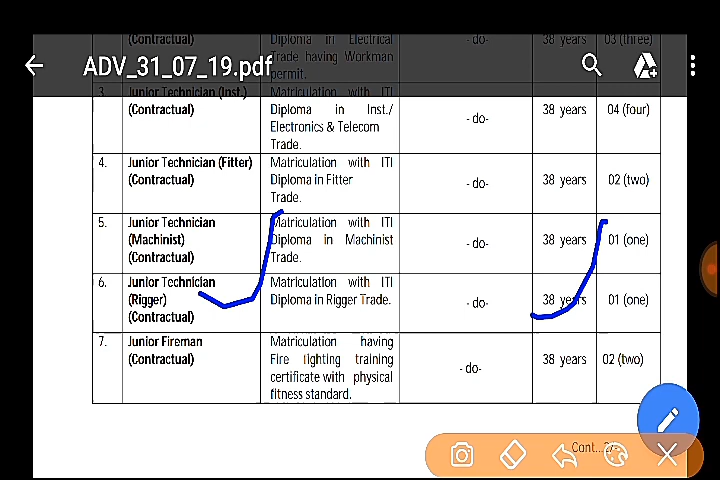 (Contractual)
Diploma in Electrical
Trade having Workman
permit.
- do-
38 years
03 (three)
ADV_31_07_19.pdf
3.
Junior Technician (Inst.)
(Contractual)
Matriculation with ITI
Diploma in Inst./
Electronics & Telecom
Trade.
- do-
38 years
04 (four)
4.
Junior Technician (Fitter)
(Contractual)
Matriculation with ITI
Diploma in Fitter
Trade.
- do-
38 years
02 (two)
5.
Junior Technician
(Machinist)
(Contractual)
Matriculation with ITI
Diploma in Machinist
Trade.
- do-
38 years
01 (one)
6.
Junior Technician
(Rigger)
(Contractual)
Matriculation with ITI
Diploma in Rigger Trade.
- do-
38 years
01 (one)
7.
Junior Fireman
(Contractual)
Matriculation having
Fire fighting training
certificate with physical
fitness standard.
- do-
38 years
02 (two)
Cont...2/-